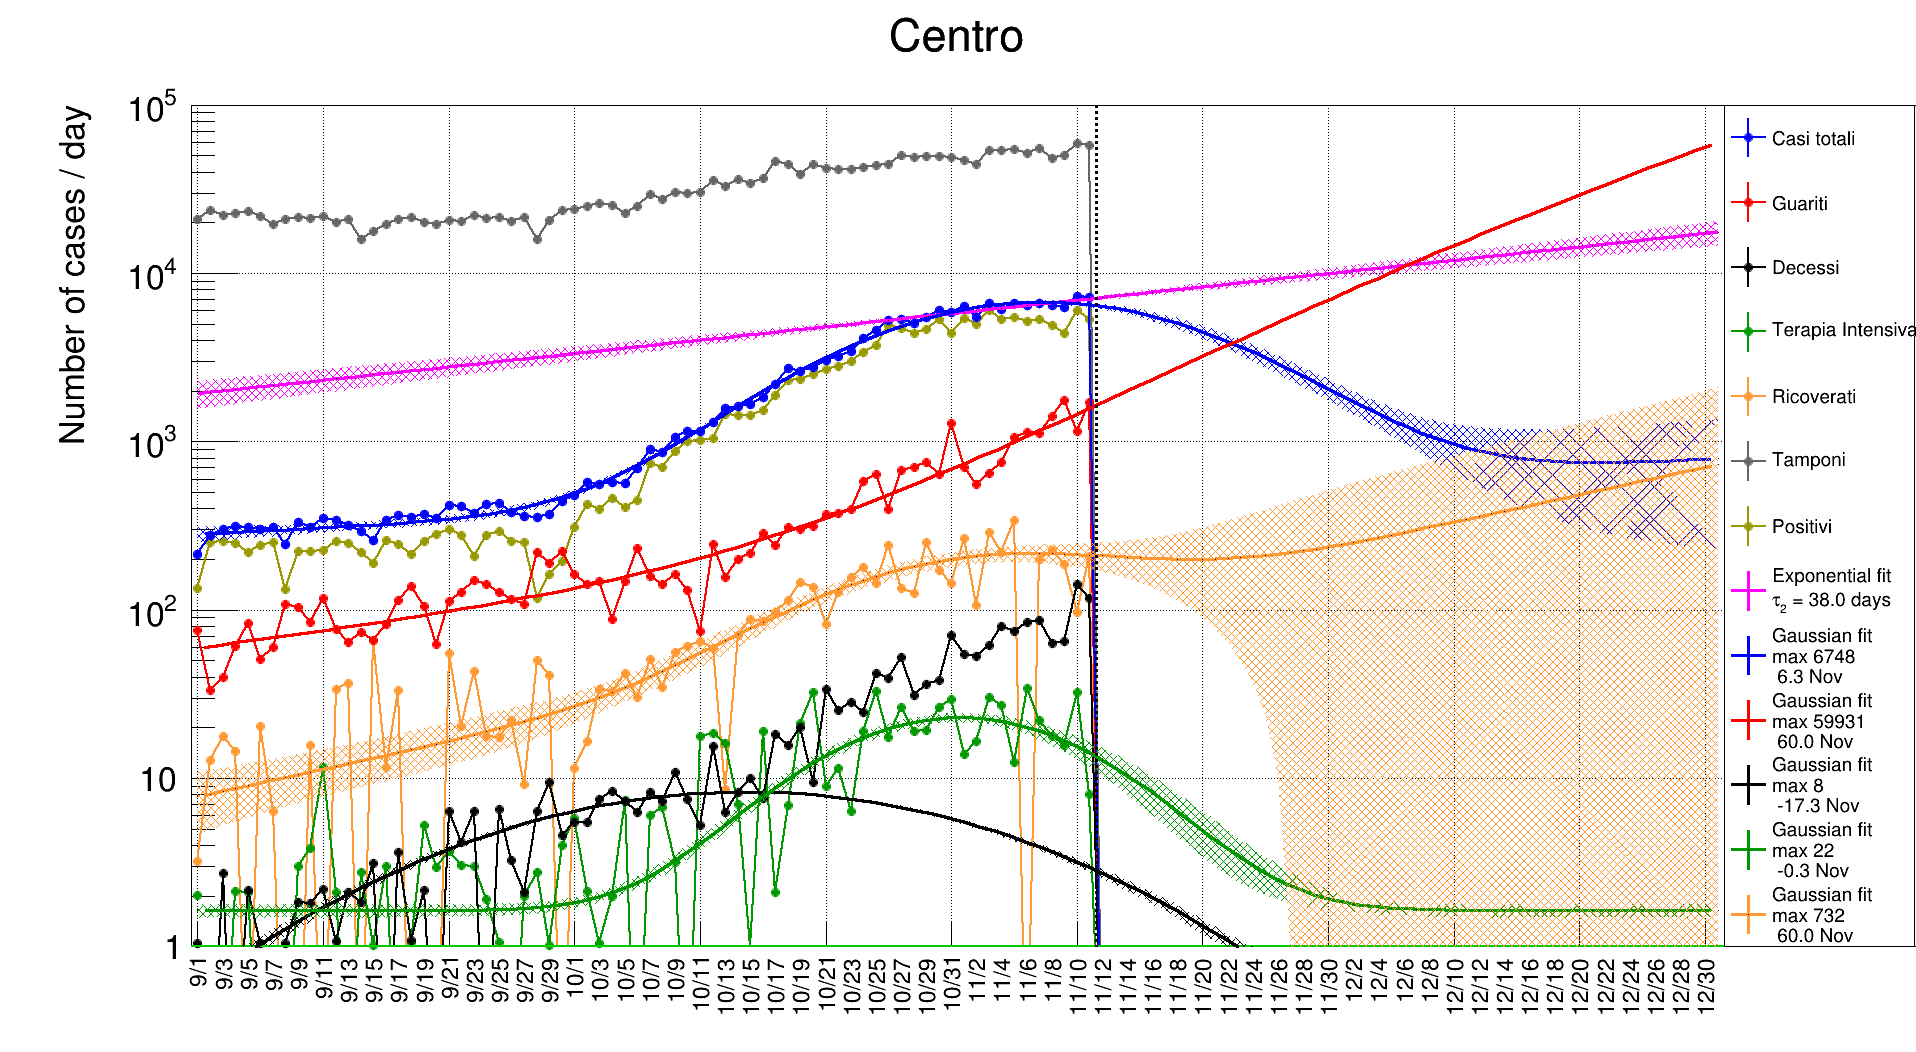 Centro
Number of cases / day
10^5
10^4
10^3
10^2
10
1
9/1 9/3 9/5 9/7 9/9 9/11 9/13 9/15 9/17 9/19 9/21 9/23 9/25 9/27 9/29 10/1 10/3 10/5 10/7 10/9 10/11 10/13 10/15 10/17 10/19 10/21 10/23 10/25 10/27 10/29 10/31 11/2 11/4 11/6 11/8 11/10 11/12 11/14 11/16 11/18 11/20 11/22 11/24 11/26 11/28 11/30 12/2 12/4 12/6 12/8 12/10 12/12 12/14 12/16 12/18 12/20 12/22 12/24 12/26 12/28 12/30
Casi totali
Guariti
Decessi
Terapia Intensiva
Ricoverati
Tamponi
Positivi
Exponential fit
τ2 = 38.0 days
Gaussian fit
max 6748
6.3 Nov
Gaussian fit
max 59931
60.0 Nov
Gaussian fit
max 8
-17.3 Nov
Gaussian fit
max 22
-0.3 Nov
Gaussian fit
max 732
60.0 Nov